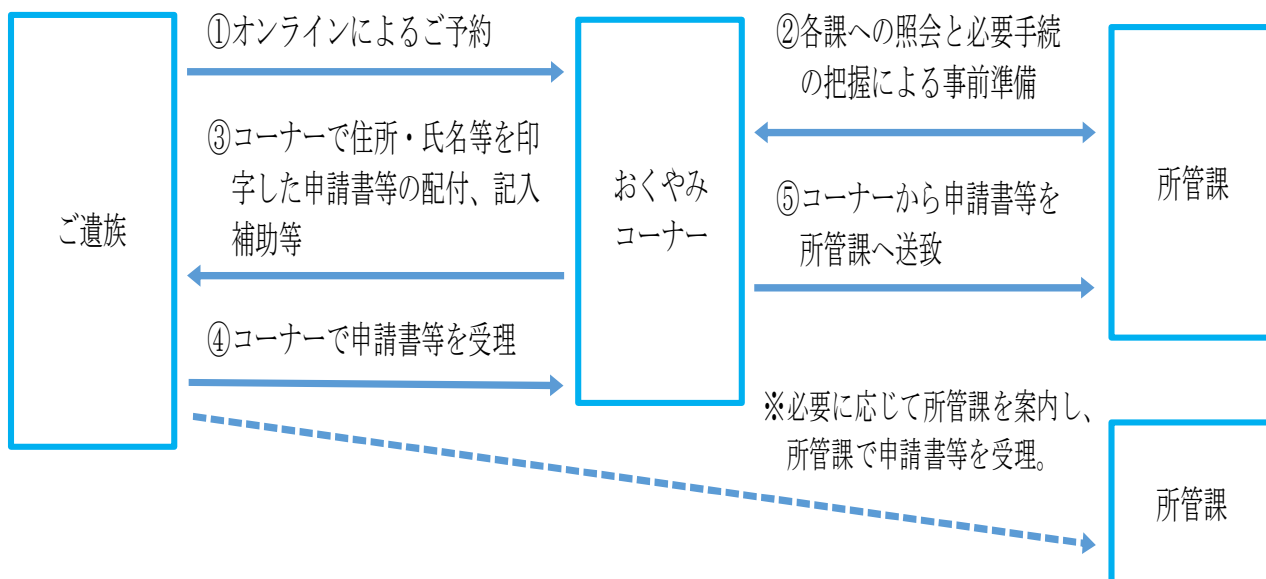 ①オンラインによるご予約
②各課への照会と必要手続
の把握による事前準備
③コーナーで住所・氏名等を印
字した申請書等の配付、記入
補助等
ご遺族
おくやみ
コーナー
所管課
⑤コーナーから申請書等を
所管課へ送致
④コーナーで申請書等を受理
※必要に応じて所管課を案内し、
所管課で申請書等を受理。
所管課